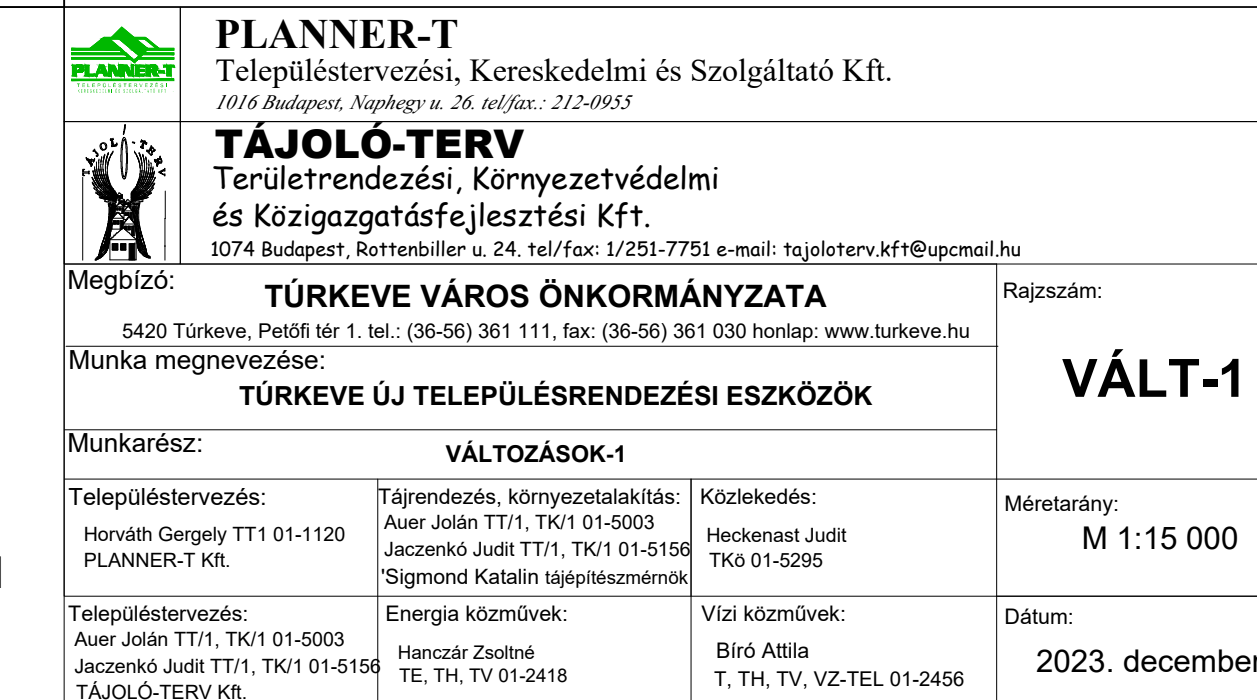 PLANNER-T
TELEPÜLÉSTERVEZÉSI
PLANNER-T
Településtervezési, Kereskedelmi és Szolgáltató Kft.
1016 Budapest, Naphegy u. 26. tel/fax.: 212-0955
TÁJOLÓ-TERV
TÁJOLÓ-TERV
Területrendezési, Környezetvédelmi
és Közigazgatásfejlesztési Kft.
1074 Budapest, Rottenbiller u. 24. tel/fax: 1/251-7751 e-mail: tajoloterv.kft@upcmail.hu
Megbízó:
TÚRKEVE VÁROS ÖNKORMÁNYZATA
5420 Túrkeve, Petőfi tér 1. tel.: (36-56) 361 111, fax: (36-56) 361 030 honlap: www.turkeve.hu
Rajzszám:
VÁLT-1
Munka megnevezése:
TÚRKEVE ÚJ TELEPÜLÉSRENDEZÉSI ESZKÖZÖK
Munkarész:
VÁLTOZÁSOK-1
Településtervezés:
Horváth Gergely TT1 01-1120
PLANNER-T Kft.
Tájrendezés, környezetalakítás:
Auer Jolán TT/1, TK/1 01-5003
Jaczenkó Judit TT/1, TK/1 01-5156
'Sigmond Katalin tájépítészmérnök
Közlekedés:
Heckenast Judit
TKö 01-5295
Méretarány:
M 1:15 000
Településtervezés:
Auer Jolán TT/1, TK/1 01-5003
Jaczenkó Judit TT/1, TK/1 01-5156
TÁJOLÓ-TERV Kft.
Energia közművek:
Hanczár Zsoltné
TE, TH, TV 01-2418
Vízi közművek:
Bíró Attila
T, TH, TV, VZ-TEL 01-2456
Dátum:
2023. december